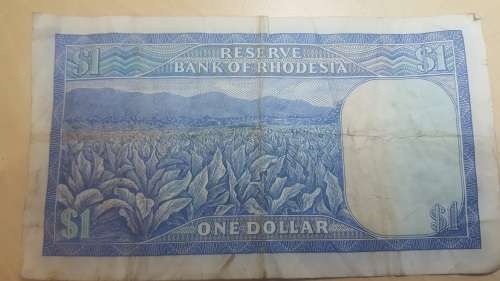 $1 RESERVE $1
BANK OF RHODESIA
$1 ONE DOLLAR $1